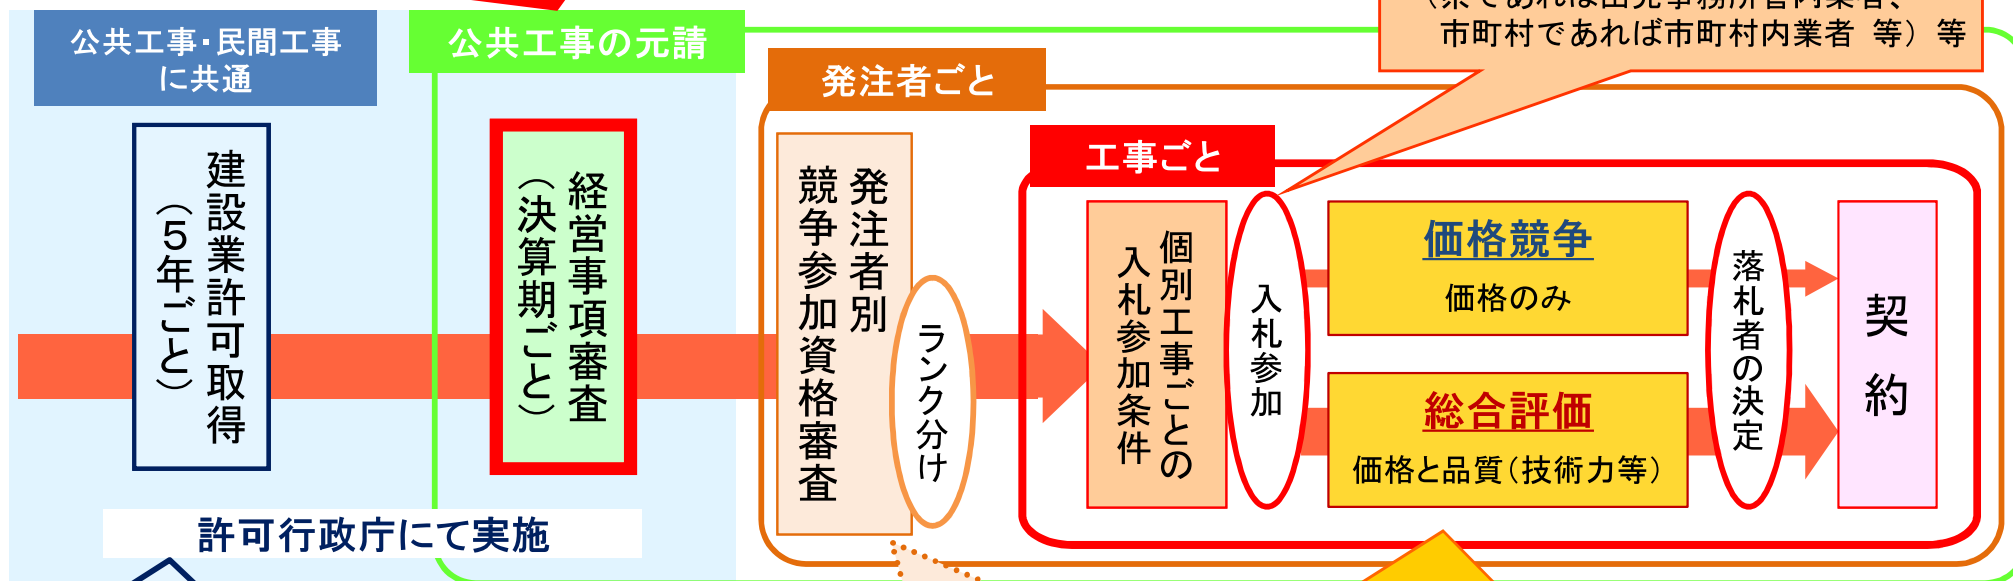 市町村であれば市町村内業者 等）等
公共工事・民間工事
に共通
公共工事の元請
発注者ごと
工事ごと
建設業許可取得
（５年ごと）
経営事項審査
（決算期ごと）
発注者別
競争参加資格審査
ランク分け
個別工事ごとの
入札参加条件
入札参加
価格競争
価格のみ
総合評価
価格と品質（技術力等）
落札者の決定
契約
許可行政庁にて実施